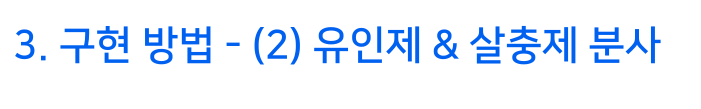 3. 구현 방법 - (2) 유인제 & 살충제 분사